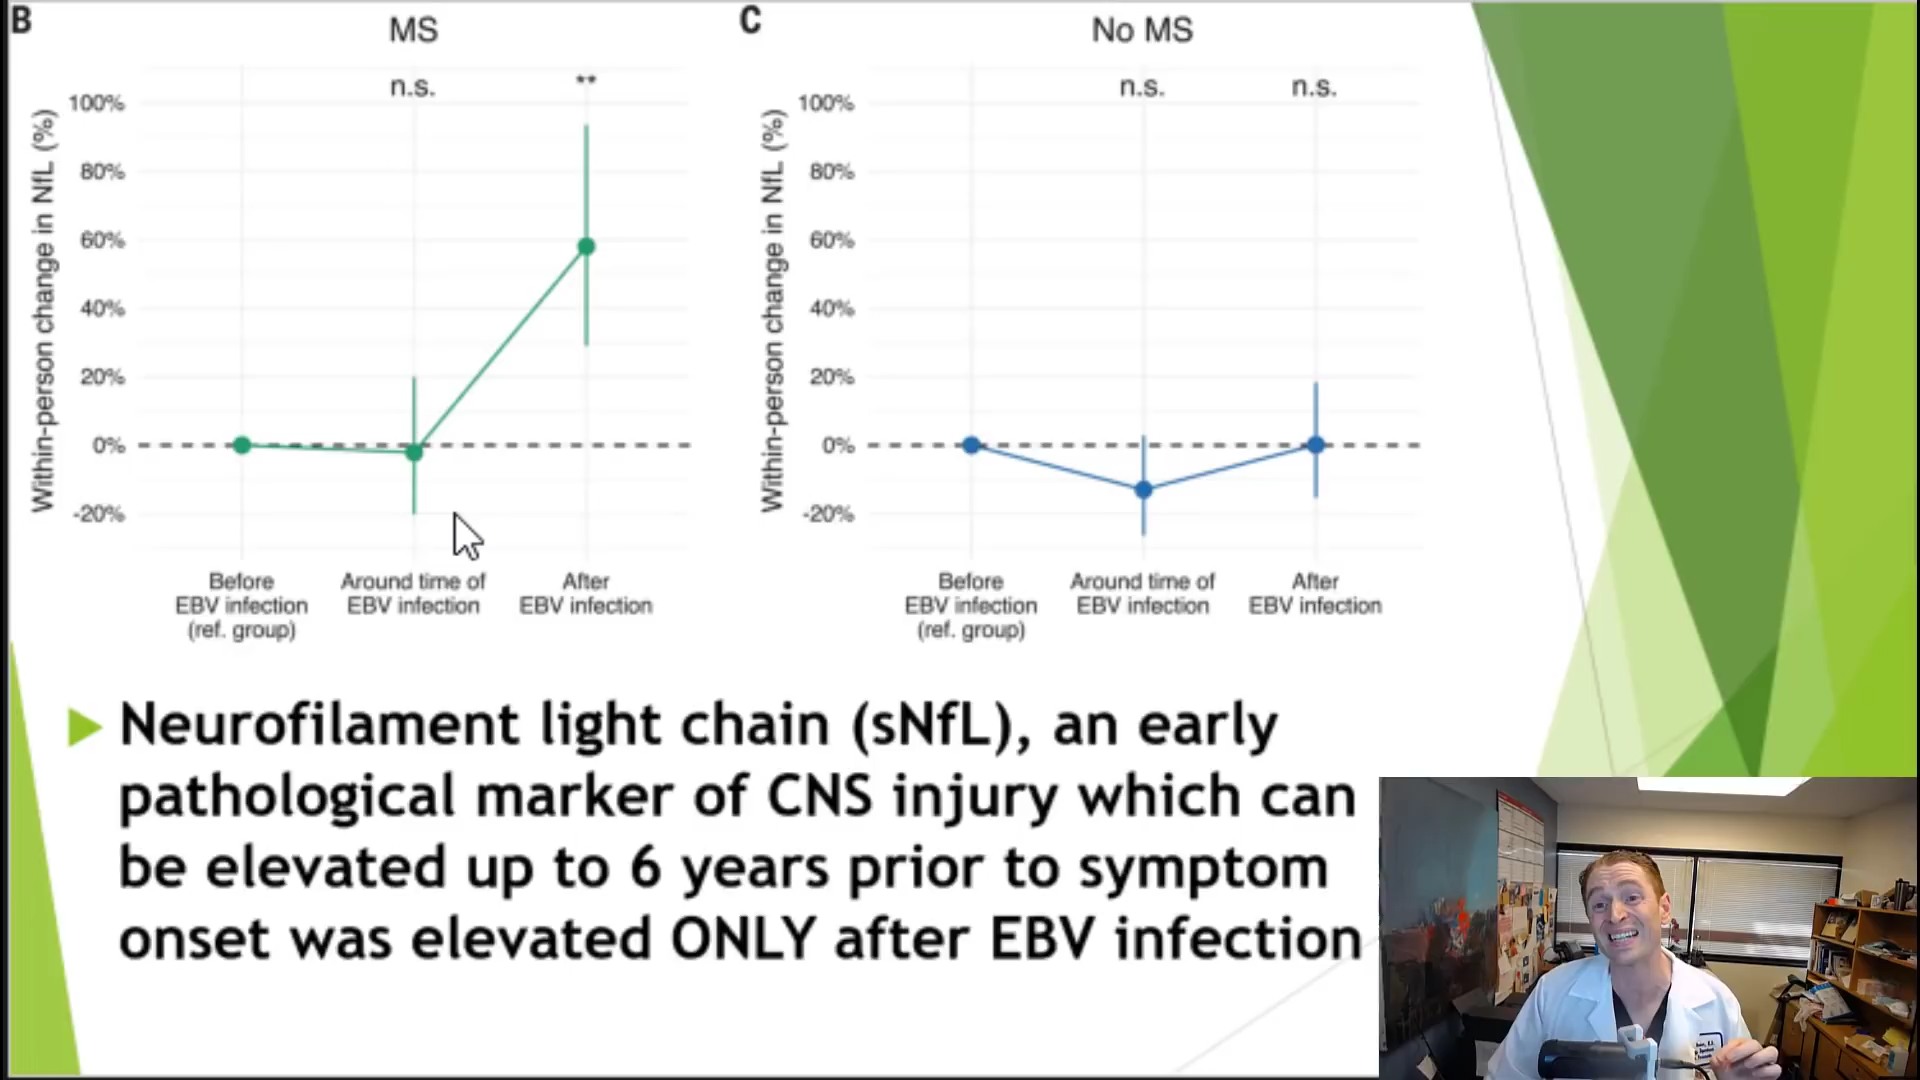 B
MS
n.s.
**
100%
80%
60%
40%
20%
0%
-20%
Within-person change in NfL (%)
Before
EBV infection
(ref. group)
Around time of
EBV infection
After
EBV infection
C
No MS
n.s.
n.s.
100%
80%
60%
40%
20%
0%
-20%
Within-person change in NfL (%)
Before
EBV infection
(ref. group)
Around time of
EBV infection
After
EBV infection
Neurofilament light chain (sNfL), an early
pathological marker of CNS injury which can
be elevated up to 6 years prior to symptom
onset was elevated ONLY after EBV infection